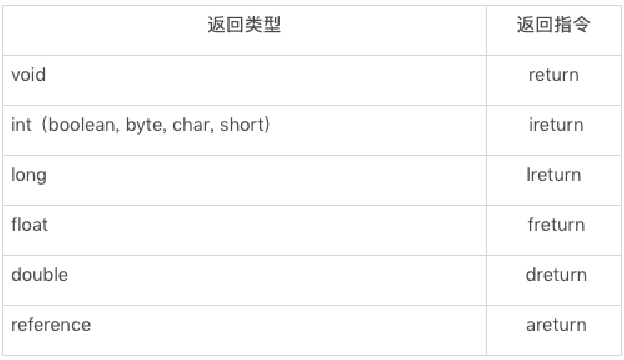 返回类型 返回指令
void return
int（boolean, byte, char, short） ireturn
long lreturn
float freturn
double dreturn
reference areturn